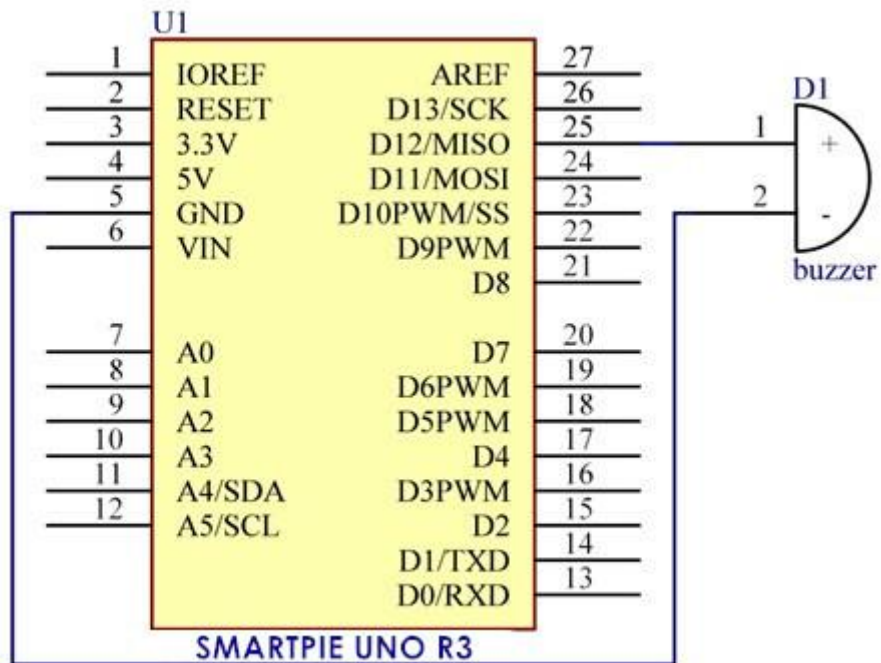 U1
1 IOREF AREF 27
2 RESET D13/SCK 26
3 3.3V D12/MISO 25
4 5V D11/MOSI 24
5 GND D10PWM/SS 23
6 VIN D9PWM 22
D8 21
7 A0 D7 20
8 A1 D6PWM 19
9 A2 D5PWM 18
10 A3 D4 17
11 A4/SDA D3PWM 16
12 A5/SCL D2 15
D1/TXD 14
D0/RXD 13
SMARTPIE UNO R3
D1
1 +
2 -
buzzer